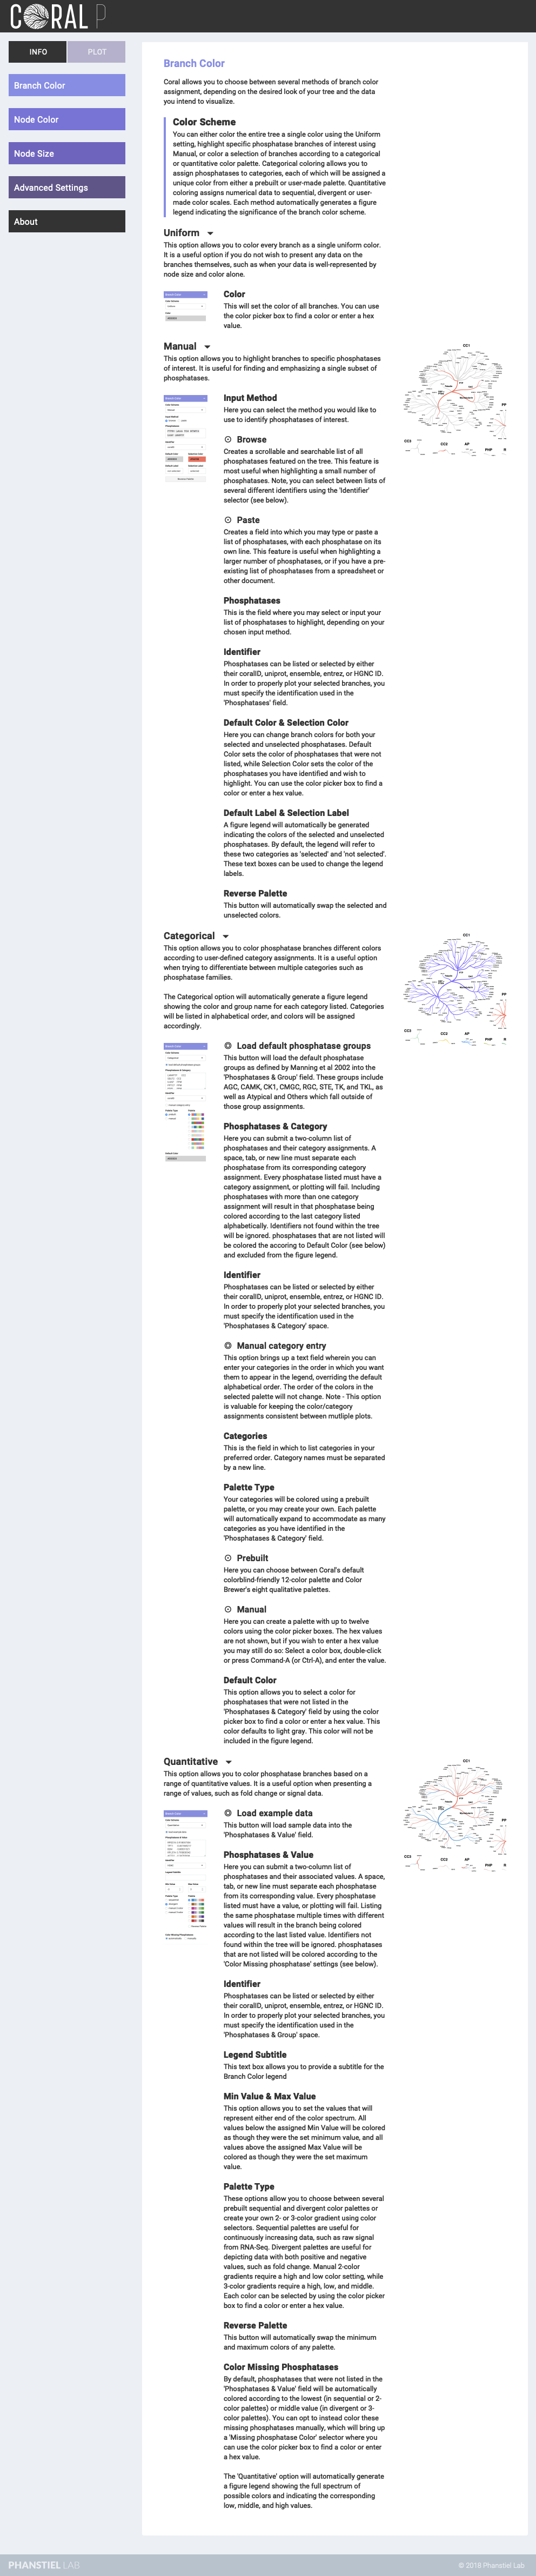 CORAL P
INFO
PLOT
Branch Color
Node Color
Node Size
Advanced Settings
About
Branch Color
Coral allows you to choose between several methods of branch color
assignment, depending on the desired look of your tree and the data
you intend to visualize.
Color Scheme
You can either color the entire tree a single color using the Uniform
setting, highlight specific phosphatase branches of interest using
Manual, or color a selection of branches according to a categorical
or quantitative color palette. Categorical coloring allows you to
assign phosphatases to categories, each of which will be assigned a
unique color from either a prebuilt or user-made palette. Quantitative
coloring assigns numerical data to sequential, divergent or user-
made color scales. Each method automatically generates a figure
legend indicating the significance of the branch color scheme.
Uniform
This option allows you to color every branch as a single uniform color.
It is a useful option if you do not wish to present any data on the
branches themselves, such as when your data is well-represented by
node size and color alone.
Color
This will set the color of all branches. You can use
the color picker box to find a color or enter a hex
value.
Manual
This option allows you to highlight branches to specific phosphatases
of interest. It is useful for finding and emphasizing a single subset of
phosphatases.
Input Method
Here you can select the method you would like to
use to identify phosphatases of interest.
Browse
Creates a scrollable and searchable list of all
phosphatases featured on the tree. This feature is
most useful when highlighting a small number of
phosphatases. Note, you can select between lists of
several different identifiers using the 'Identifier'
selector (see below).
Paste
Creates a field into which you may type or paste a
list of phosphatases, with each phosphatase on its
own line. This feature is useful when highlighting a
larger number of phosphatases, or if you have a pre-
existing list of phosphatases from a spreadsheet or
other document.
Phosphatases
This is the field where you may select or input your
list of phosphatases to highlight, depending on your
chosen input method.
Identifier
Phosphatases can be listed or selected by either
their coralID, uniprot, ensemble, entrez, or HGNC ID.
In order to properly plot your selected branches, you
must specify the identification used in the
'Phosphatases' field.
Default Color & Selection Color
Here you can change branch colors for both your
selected and unselected phosphatases. Default
Color sets the color of phosphatases that were not
listed, while Selection Color sets the color of the
phosphatases you have identified and wish to
highlight. You can use the color picker box to find a
color or enter a hex value.
Default Label & Selection Label
A figure legend will automatically be generated
indicating the colors of the selected and unselected
phosphatases. By default, the legend will refer to
these two categories as 'selected' and 'not selected'.
These text boxes can be used to change the legend
labels.
Reverse Palette
This button will automatically swap the selected and
unselected colors.
CC1
CC3
CC2
AP
PHP
Categorical
This option allows you to color phosphatase branches different colors
according to user-defined category assignments. It is a useful option
when trying to differentiate between multiple categories such as
phosphatase families.
The Categorical option will automatically generate a figure legend
showing the color and group name for each category listed. Categories
will be listed in alphabetical order, and colors will be assigned
accordingly.
Load default phosphatase groups
This button will load the default phosphatase
groups as defined by Manning et al 2002 into the
'Phosphatases & Group' field. These groups include
AGC, CAMK, CK1, CMGC, RGC, STE, TK, and TKL, as
well as Atypical and Others which fall outside of
those group assignments.
Phosphatases & Category
Here you can submit a two-column list of
phosphatases and their category assignments. A
space, tab, or new line must separate each
phosphatase from its corresponding category
assignment. Every phosphatase listed must have a
category assignment, or plotting will fail. Including
phosphatases with more than one category
assignment will result in that phosphatase being
colored according to the last category listed
alphabetically. Identifiers not found within the tree
will be ignored. phosphatases that are not listed will
be colored the accoring to Default Color (see below)
and excluded from the figure legend.
Identifier
Phosphatases can be listed or selected by either
their coralID, uniprot, ensemble, entrez, or HGNC ID.
In order to properly plot your selected branches, you
must specify the identification used in the
'Phosphatases & Category' space.
Manual category entry
This option brings up a text field wherein you can
enter your categories in the order in which you want
them to appear in the legend, overriding the default
alphabetical order. The order of the colors in the
selected palette will not change. Note - This option
is valuable for keeping the color/category
assignments consistent between mutliple plots.
Categories
This is the field in which to list categories in your
preferred order. Category names must be separated
by a new line.
Palette Type
Your categories will be colored using a prebuilt
palette, or you may create your own. Each palette
will automatically expand to accommodate as many
categories as you have identified in the
'Phosphatases & Category' field.
Prebuilt
Here you can choose between Coral's default
colorblind-friendly 12-color palette and Color
Brewer's eight qualitative palettes.
Manual
Here you can create a palette with up to twelve
colors using the color picker boxes. The hex values
are not shown, but if you wish to enter a hex value
you may still do so: Select a color box, double-click
or press Command-A (or Ctrl-A), and enter the value.
Default Color
This option allows you to select a color for
phosphatases that were not listed in the
'Phosphatases & Category' field by using the color
picker box to find a color or enter a hex value. This
color defaults to light gray. This color will not be
included in the figure legend.
CC1
CC3
CC2
AP
PHP
Quantitative
This option allows you to color phosphatase branches based on a
range of quantitative values. It is a useful option when presenting a
range of values, such as fold change or signal data.
Load example data
This button will load sample data into the
'Phosphatases & Value' field.
Phosphatases & Value
Here you can submit a two-column list of
phosphatases and their associated values. A space,
tab, or new line must separate each phosphatase
from its corresponding value. Every phosphatase
listed must have a value, or plotting will fail. Listing
the same phosphatase multiple times with different
values will result in the branch being colored
according to the last listed value. Identifiers not
found within the tree will be ignored. phosphatases
that are not listed will be colored according to the
'Color Missing phosphatase' settings (see below).
Identifier
Phosphatases can be listed or selected by either
their coralID, uniprot, ensemble, entrez, or HGNC ID.
In order to properly plot your selected branches, you
must specify the identification used in the
'Phosphatases & Group' space.
Legend Subtitle
This text box allows you to provide a subtitle for the
Branch Color legend
Min Value & Max Value
This option allows you to set the values that will
represent either end of the color spectrum. All
values below the assigned Min Value will be colored
as though they were the set minimum value, and all
values above the assigned Max Value will be
colored as though they were the set maximum
value.
Palette Type
These options allow you to choose between several
prebuilt sequential and divergent color palettes or
create your own 2- or 3-color gradient using color
selectors. Sequential palettes are useful for
continuously increasing data, such as raw signal
from RNA-Seq. Divergent palettes are useful for
depicting data with both positive and negative
values, such as fold change. Manual 2-color
gradients require a high and low color setting, while
3-color gradients require a high, low, and middle.
Each color can be selected by using the color picker
box to find a color or enter a hex value.
Reverse Palette
This button will automatically swap the minimum
and maximum colors of any palette.
Color Missing Phosphatases
By default, phosphatases that were not listed in the
'Phosphatases & Value' field will be automatically
colored according to the lowest (in sequential or 2-
color palettes) or middle value (in divergent or 3-
color palettes). You can opt to instead color these
missing phosphatases manually, which will bring up
a 'Missing phosphatase Color' selector where you
can use the color picker box to find a color or enter
a hex value.
The 'Quantitative' option will automatically generate
a figure legend showing the full spectrum of
possible colors and indicating the corresponding
low, middle, and high values.
CC1
CC3
CC2
AP
PHP
PHANSTIEL LAB
© 2018 Phanstiel Lab